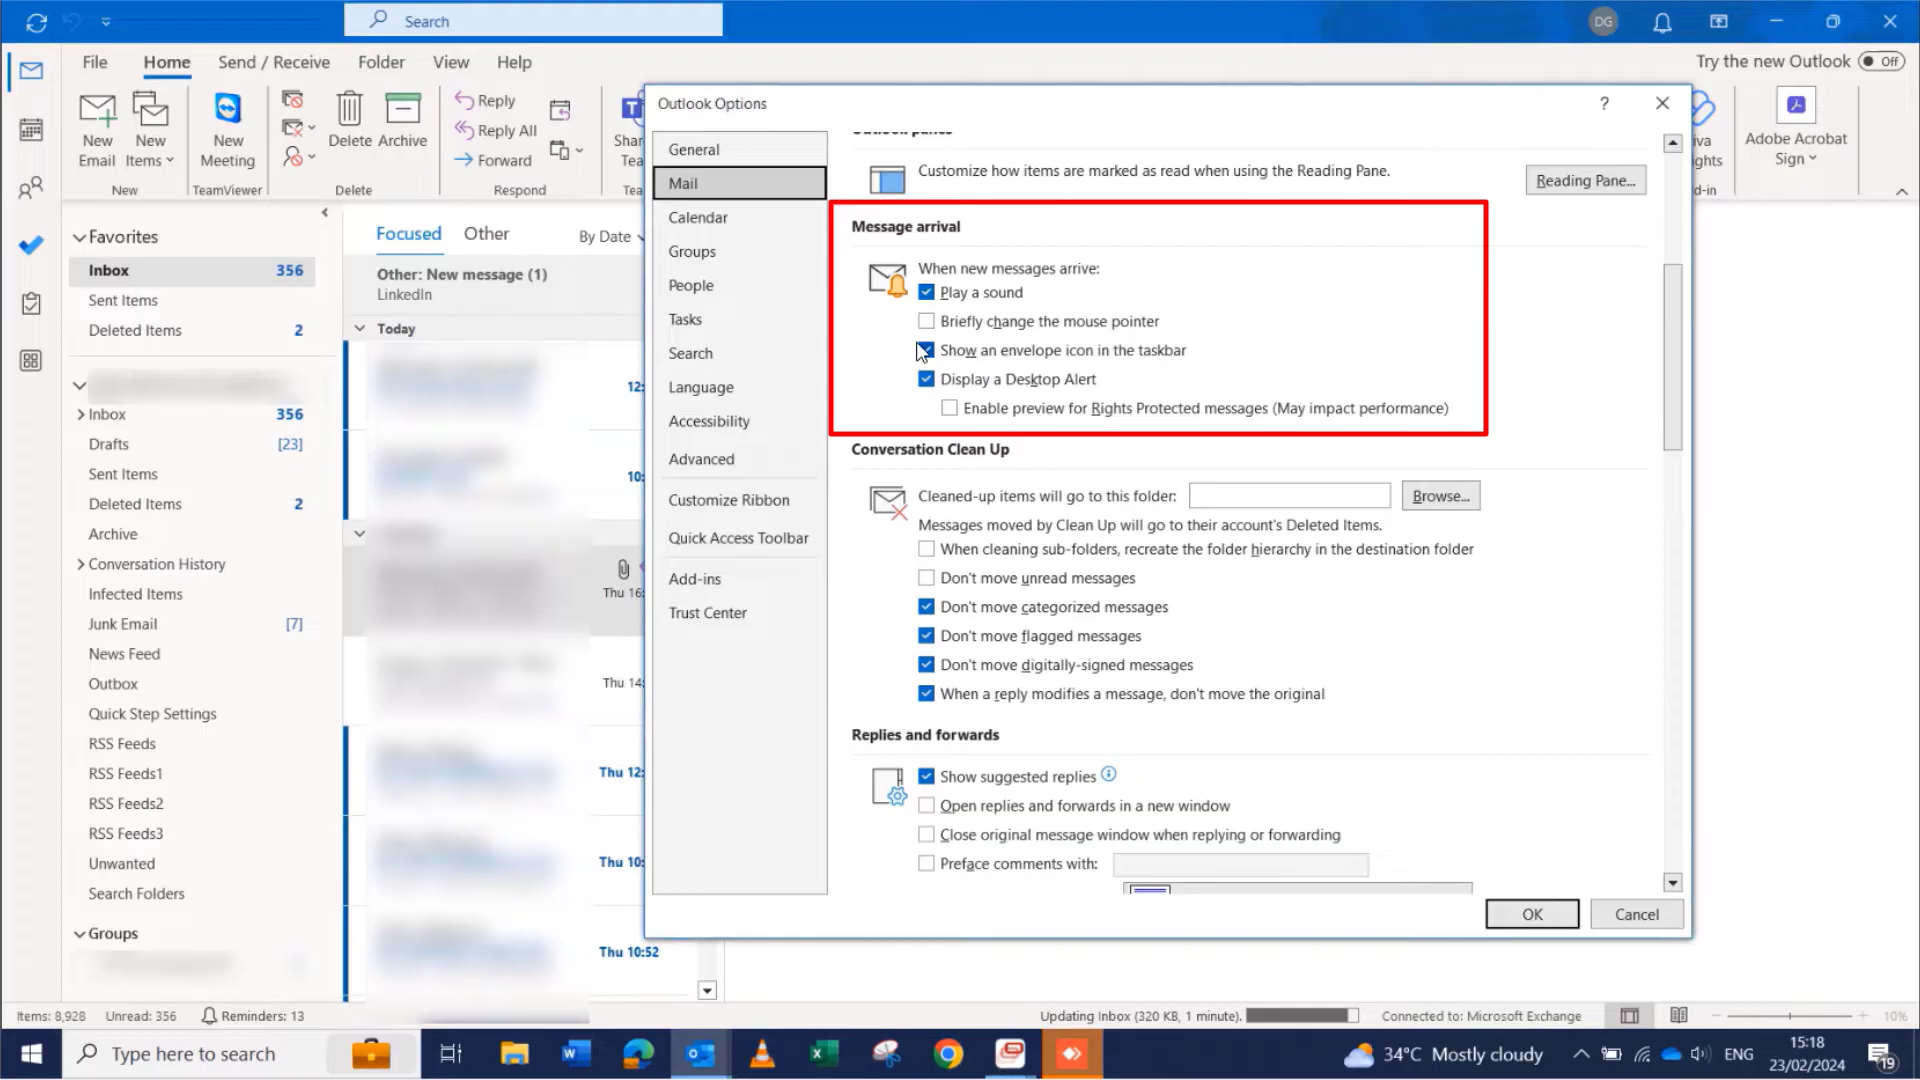 Search
DG
File Home Send / Receive Folder View Help
Try the new Outlook Off
New Email
New Items
New
New Meeting
TeamViewer
Delete Archive
Delete
Reply
Reply All
Forward
Respond
Adobe Acrobat
Sign
Favorites
Inbox 356
Sent Items
Deleted Items 2
Inbox 356
Drafts [23]
Sent Items
Deleted Items 2
Archive
Conversation History
Infected Items
Junk Email [7]
News Feed
Outbox
Quick Step Settings
RSS Feeds
RSS Feeds1
RSS Feeds2
RSS Feeds3
Unwanted
Search Folders
Groups
Focused Other By Date
Other: New message (1)
LinkedIn
Today
12:
10:
Thu 16:
Thu 14:
Thu 12:
Thu 10:
Thu 10:52
Outlook Options ?
General
Mail
Calendar
Groups
People
Tasks
Search
Language
Accessibility
Advanced
Customize Ribbon
Quick Access Toolbar
Add-ins
Trust Center
Outlook panes
Customize how items are marked as read when using the Reading Pane.
Reading Pane...
Message arrival
When new messages arrive:
Play a sound
Briefly change the mouse pointer
Show an envelope icon in the taskbar
Display a Desktop Alert
Enable preview for Rights Protected messages (May impact performance)
Conversation Clean Up
Cleaned-up items will go to this folder: Browse...
Messages moved by Clean Up will go to their account's Deleted Items.
When cleaning sub-folders, recreate the folder hierarchy in the destination folder
Don't move unread messages
Don't move categorized messages
Don't move flagged messages
Don't move digitally-signed messages
When a reply modifies a message, don't move the original
Replies and forwards
Show suggested replies
Open replies and forwards in a new window
Close original message window when replying or forwarding
Preface comments with:
OK Cancel
Items: 8,928 Unread: 356 Reminders: 13
Updating Inbox (320 KB, 1 minute). Connected to: Microsoft Exchange 10%
Type here to search
34°C Mostly cloudy
ENG
15:18
23/02/2024
19